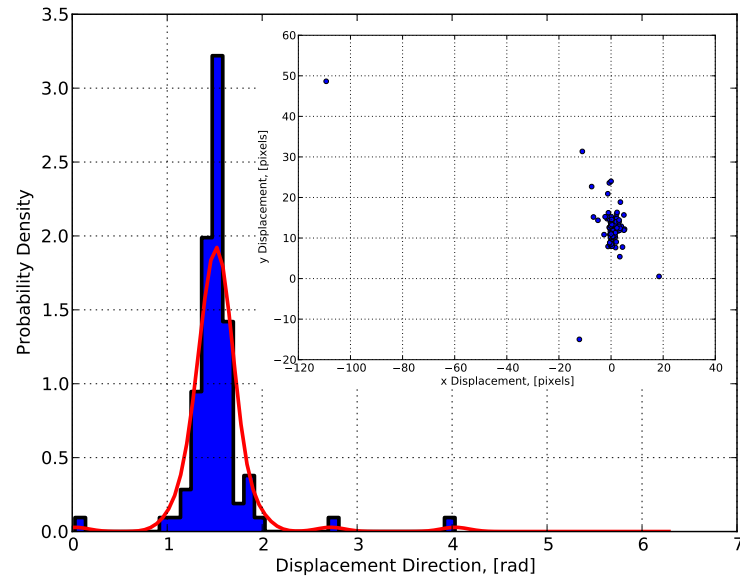 3.5
3.0
2.5
2.0
1.5
1.0
0.5
0.0
Probability Density
0 1 2 3 4 5 6 7
Displacement Direction, [rad]
60
50
40
30
20
10
0
−10
−20
y Displacement, [pixels]
−120 −100 −80 −60 −40 −20 0 20 40
x Displacement, [pixels]